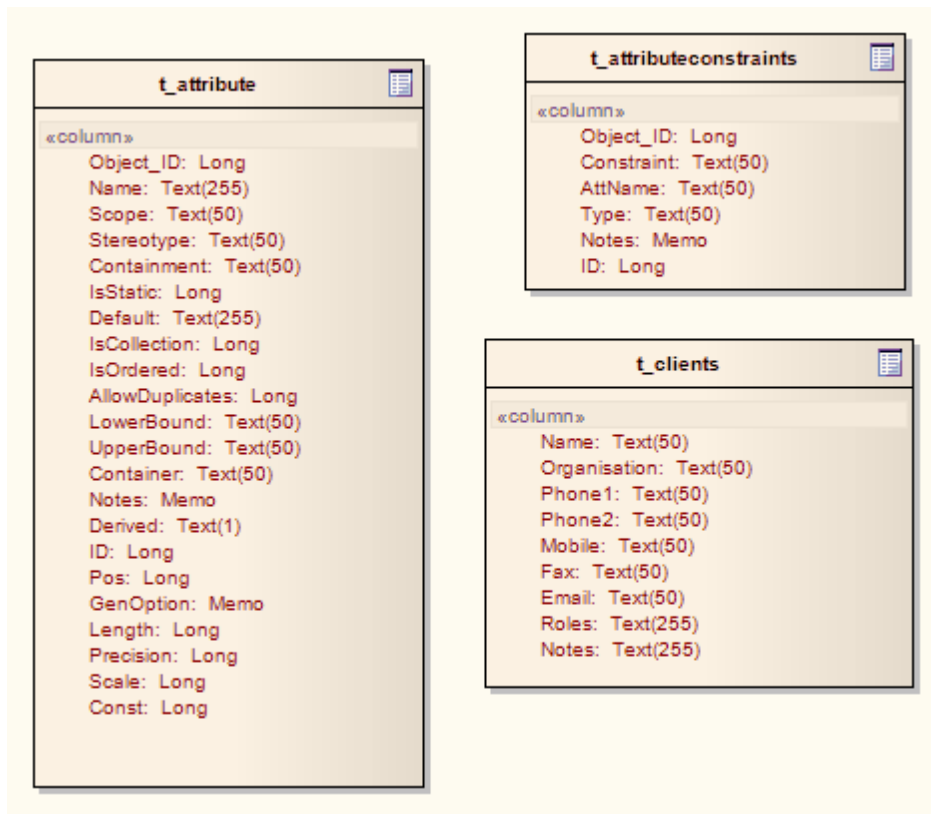 t_attribute
«column»
Object_ID: Long
Name: Text(255)
Scope: Text(50)
Stereotype: Text(50)
Containment: Text(50)
IsStatic: Long
Default: Text(255)
IsCollection: Long
IsOrdered: Long
AllowDuplicates: Long
LowerBound: Text(50)
UpperBound: Text(50)
Container: Text(50)
Notes: Memo
Derived: Text(1)
ID: Long
Pos: Long
GenOption: Memo
Length: Long
Precision: Long
Scale: Long
Const: Long
t_attributeconstraints
«column»
Object_ID: Long
Constraint: Text(50)
AttName: Text(50)
Type: Text(50)
Notes: Memo
ID: Long
t_clients
«column»
Name: Text(50)
Organisation: Text(50)
Phone1: Text(50)
Phone2: Text(50)
Mobile: Text(50)
Fax: Text(50)
Email: Text(50)
Roles: Text(255)
Notes: Text(255)